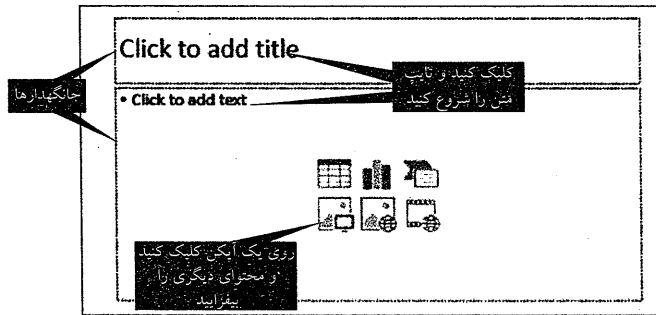 Click to add title
کلیک کنید و تایپ
متن را شروع کنید
جانگهدارها
• Click to add text
روی یک آیکن کلیک کنید
و محتوای دیگری را
بیفزایید